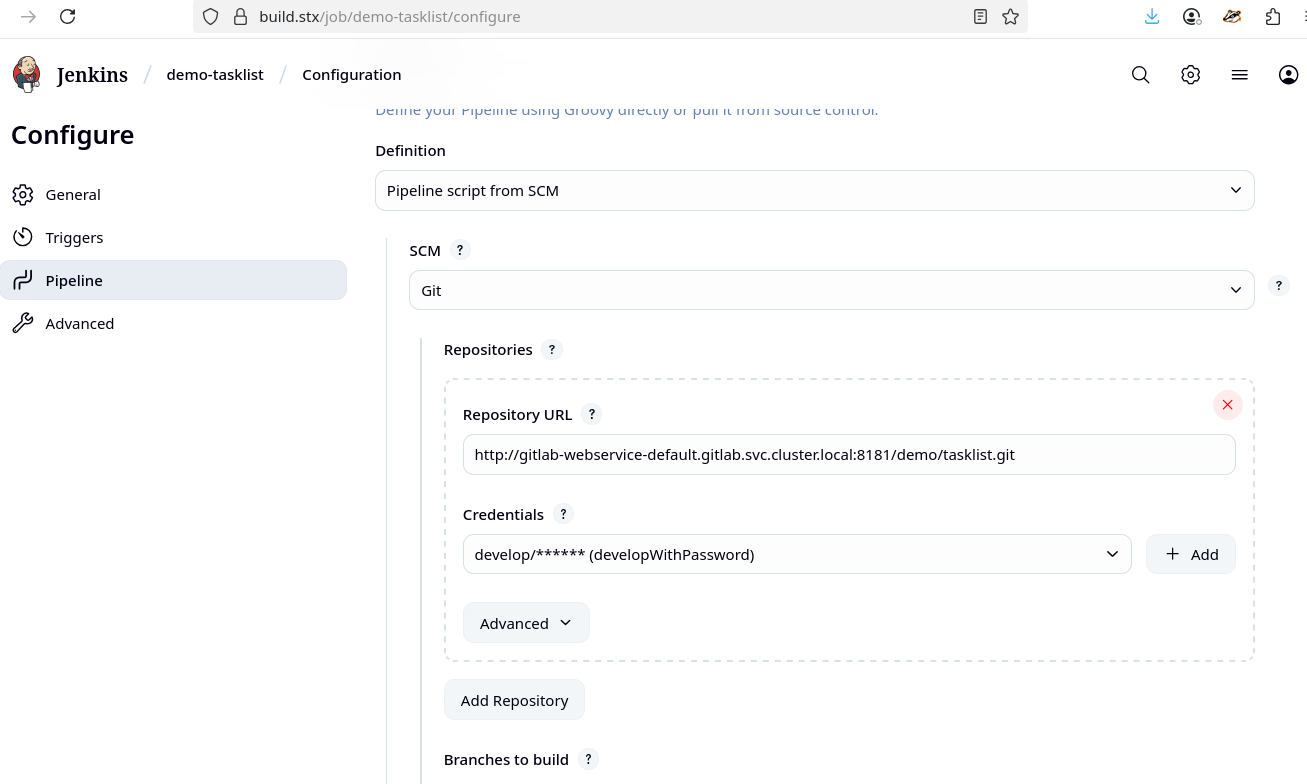 build.stx/job/demo-tasklist/configure
Jenkins / demo-tasklist / Configuration
Configure
General
Triggers
Pipeline
Advanced
Define your Pipeline using Groovy directly or pull it from source control.
Definition
Pipeline script from SCM
SCM ?
Git
?
Repositories ?
Repository URL ?
http://gitlab-webservice-default.gitlab.svc.cluster.local:8181/demo/tasklist.git
Credentials ?
develop/****** (developWithPassword)
+ Add
Advanced
Add Repository
Branches to build ?